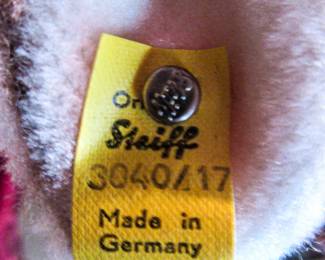 Steiff
3040/17
Made in
Germany